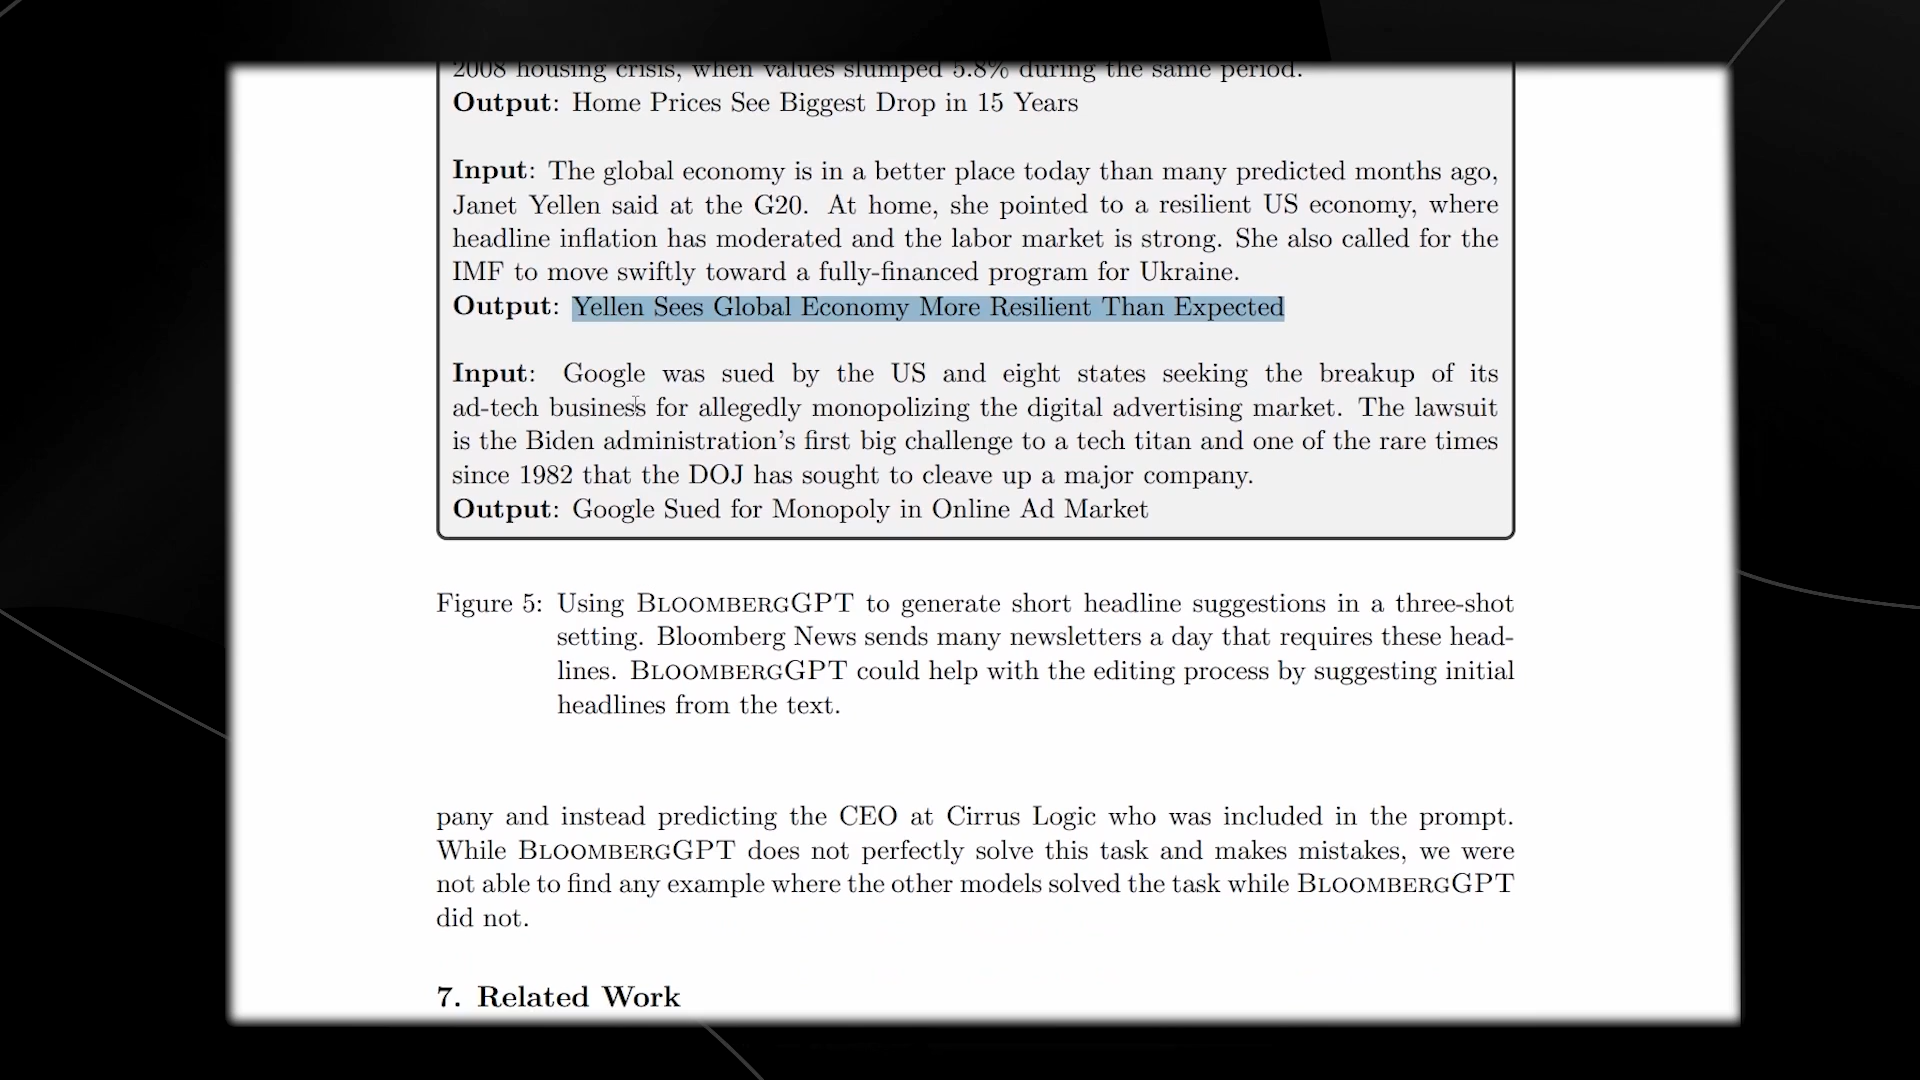 2008 housing crisis, when values slumped 5.8% during the same period.
Output: Home Prices See Biggest Drop in 15 Years
Input: The global economy is in a better place today than many predicted months ago,
Janet Yellen said at the G20. At home, she pointed to a resilient US economy, where
headline inflation has moderated and the labor market is strong. She also called for the
IMF to move swiftly toward a fully-financed program for Ukraine.
Output: Yellen Sees Global Economy More Resilient Than Expected
Input: Google was sued by the US and eight states seeking the breakup of its
ad-tech business for allegedly monopolizing the digital advertising market. The lawsuit
is the Biden administration's first big challenge to a tech titan and one of the rare times
since 1982 that the DOJ has sought to cleave up a major company.
Output: Google Sued for Monopoly in Online Ad Market
Figure 5: Using BLOOMBERGGPT to generate short headline suggestions in a three-shot
setting. Bloomberg News sends many newsletters a day that requires these head-
lines. BLOOMBERGGPT could help with the editing process by suggesting initial
headlines from the text.
pany and instead predicting the CEO at Cirrus Logic who was included in the prompt.
While BLOOMBERGGPT does not perfectly solve this task and makes mistakes, we were
not able to find any example where the other models solved the task while BLOOMBERGGPT
did not.
7. Related Work